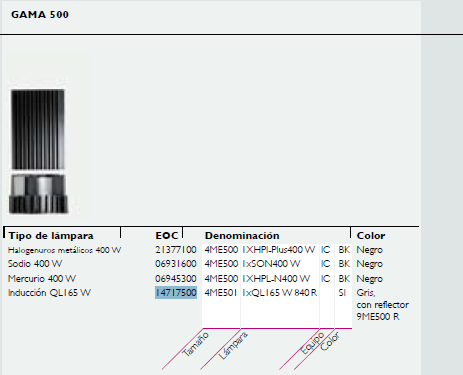 GAMA 500
Tipo de lámpara EOC Denominación Color
Halogenuros metálicos 400 W 21377100 4ME500 1XHPI-Plus400 W IC BK Negro
Sodio 400 W 06931600 4ME500 1xSON400 W IC BK Negro
Mercurio 400 W 06945300 4ME500 1XHPL-N400 W IC BK Negro
Inducción QL165 W 14717500 4ME501 1xQL165 W 840 R SI Gris,
con reflector
9ME500 R
Tamaño Lámpara Equipo Color